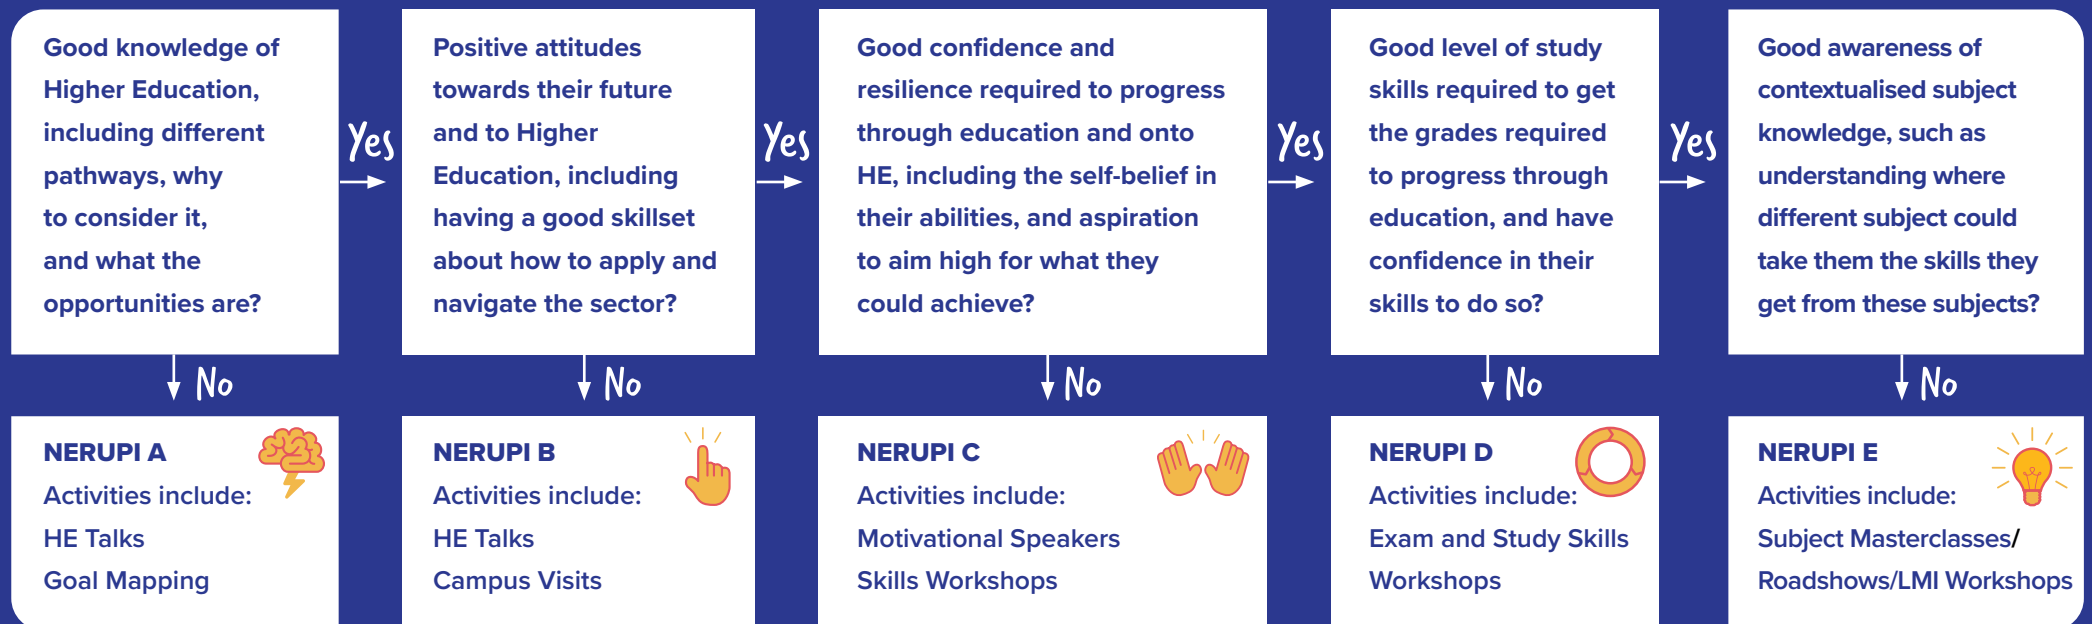 Good knowledge of
Higher Education,
including different
pathways, why
to consider it,
and what the
opportunities are?
Yes
Positive attitudes
towards their future
and to Higher
Education, including
having a good skillset
about how to apply and
navigate the sector?
Yes
Good confidence and
resilience required to progress
through education and onto
HE, including the self-belief in
their abilities, and aspiration
to aim high for what they
could achieve?
Yes
Good level of study
skills required to get
the grades required
to progress through
education, and have
confidence in their
skills to do so?
Yes
Good awareness of
contextualised subject
knowledge, such as
understanding where
different subject could
take them the skills they
get from these subjects?
No
No
No
No
No
NERUPI A
Activities include:
HE Talks
Goal Mapping
NERUPI B
Activities include:
HE Talks
Campus Visits
NERUPI C
Activities include:
Motivational Speakers
Skills Workshops
NERUPI D
Activities include:
Exam and Study Skills
Workshops
NERUPI E
Activities include:
Subject Masterclasses/
Roadshows/LMI Workshops